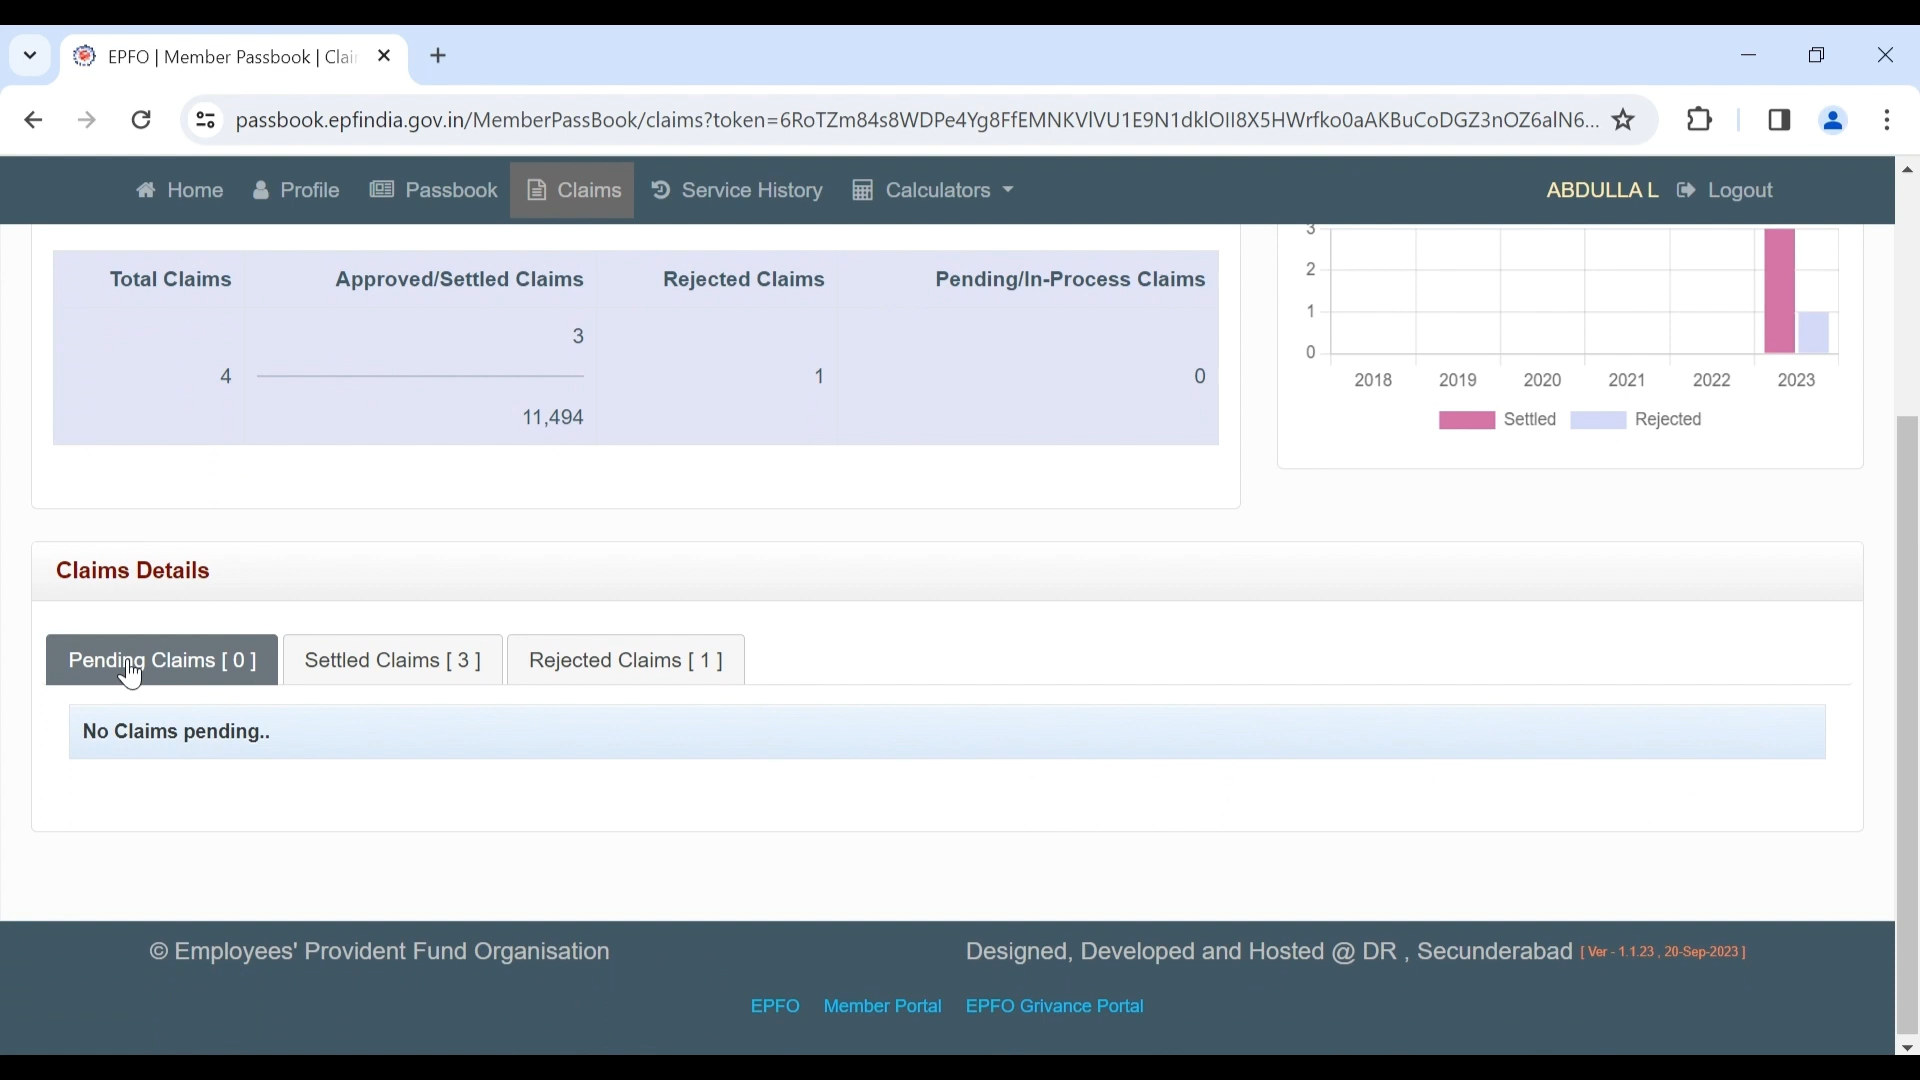 EPFO | Member Passbook | Clai
passbook.epfindia.gov.in/MemberPassBook/claims?token=6RoTZm84s8WDPe4Yg8FfEMNKVlVU1E9N1dklOII8X5HWrfko0aAKBuCoDGZ3nOZ6alN6...
Home Profile Passbook Claims Service History Calculators ABDULLA L Logout
Total Claims Approved/Settled Claims Rejected Claims Pending/In-Process Claims
3
4 1 0
11,494
3
2
1
0
2018 2019 2020 2021 2022 2023
Settled Rejected
Claims Details
Pending Claims [ 0 ] Settled Claims [ 3 ] Rejected Claims [ 1 ]
No Claims pending..
© Employees' Provident Fund Organisation Designed, Developed and Hosted @ DR , Secunderabad [ Ver - 1.1.23 , 20-Sep-2023 ]
EPFO Member Portal EPFO Grivance Portal